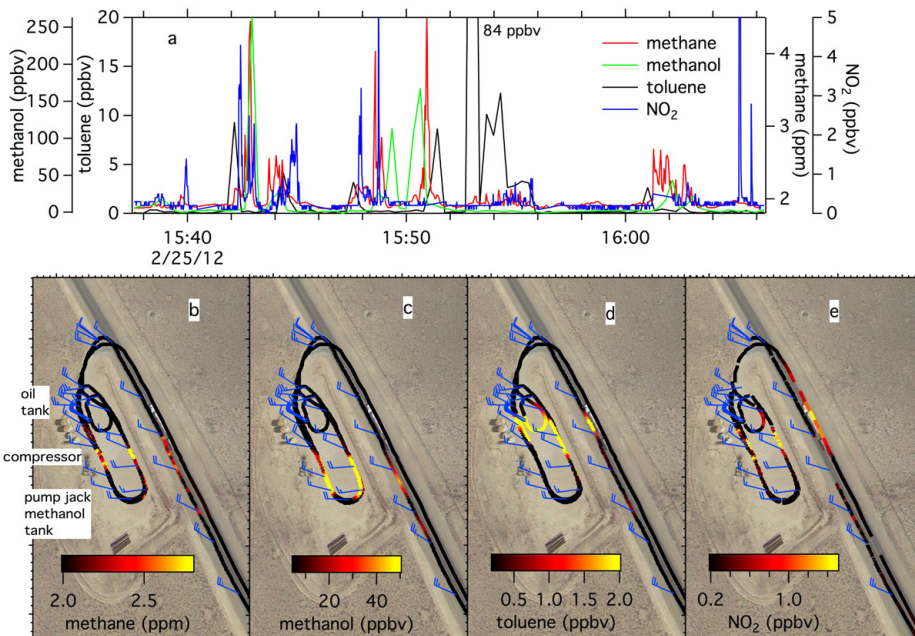 a
84 ppbv
methane
methanol
toluene
NO2
methanol (ppbv)
250
200
150
100
50
0
toluene (ppbv)
20
15
10
5
0
4
3
2
methane (ppm)
5
4
3
2
1
0
NO2 (ppbv)
15:40
15:50
16:00
2/25/12
b
c
d
e
oil
tank
compressor
pump jack
methanol
tank
2.0
2.5
methane (ppm)
20
40
methanol (ppbv)
0.5
1.0
1.5
2.0
toluene (ppbv)
0.2
1.0
NO2 (ppbv)